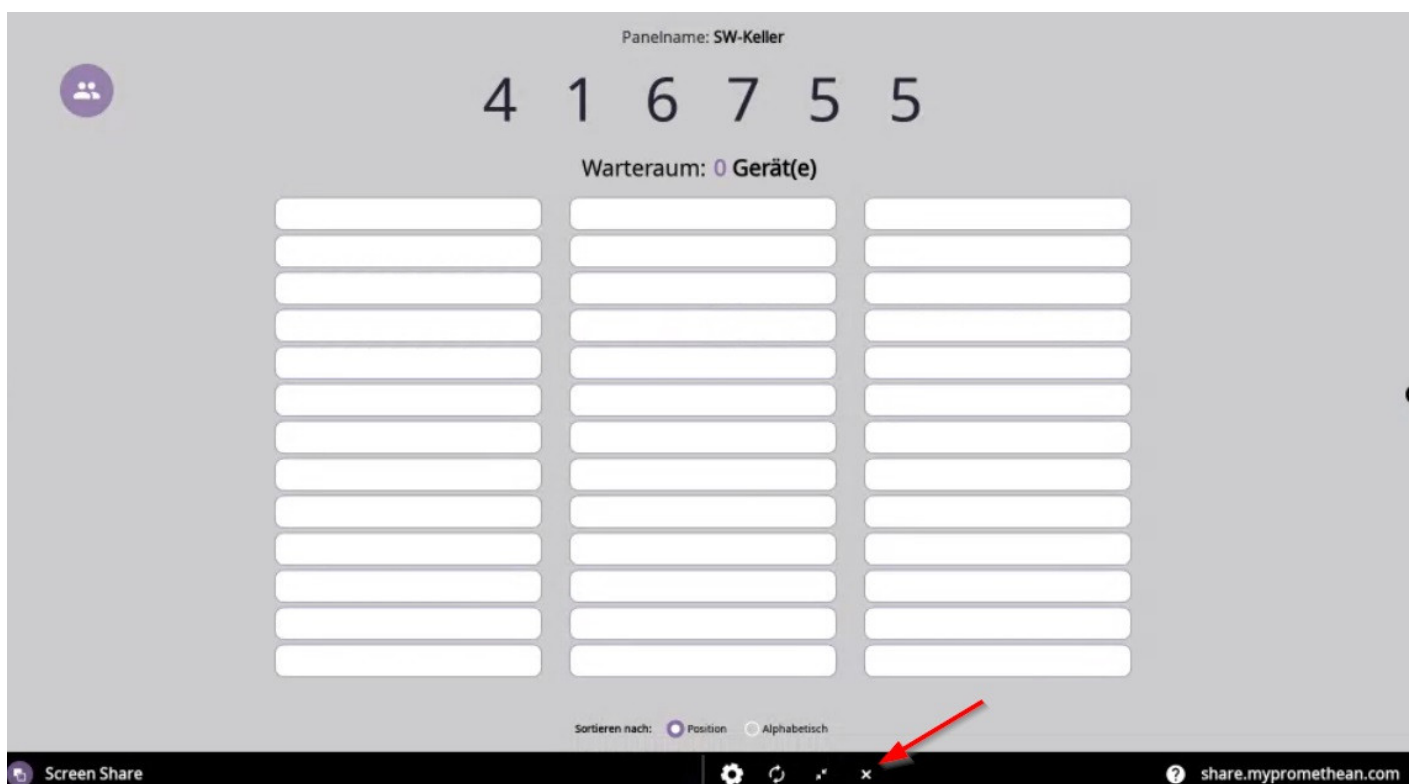 Panelname: SW-Keller
4 1 6 7 5 5
Warteraum: 0 Gerät(e)
Sortieren nach: Position Alphabetisch
Screen Share
share.mypromethean.com